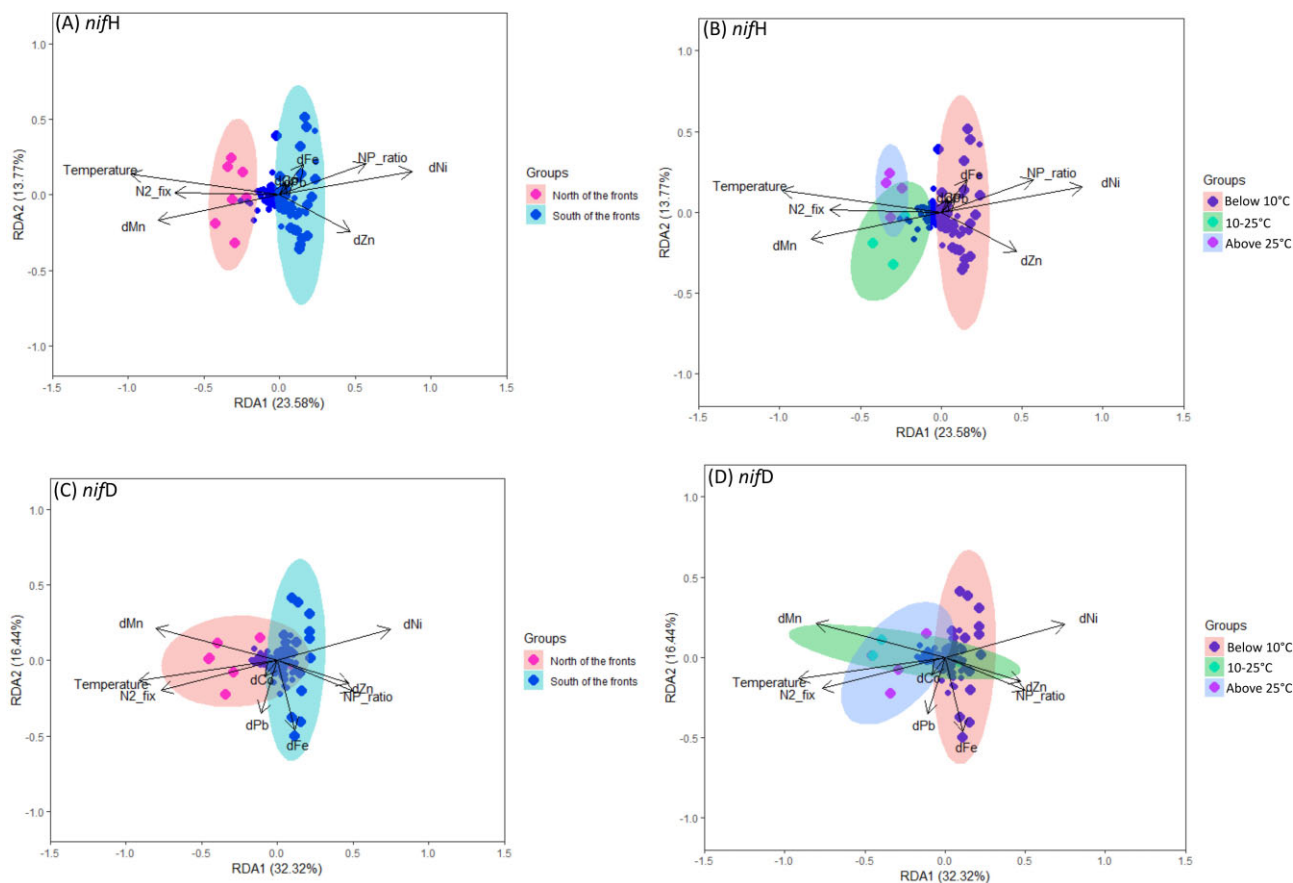 (A) nifH
1.0
0.5
0.0
-0.5
-1.0
RDA2 (13.77%)
Temperature
N2_fix
dMn
dFe
NP_ratio
dNi
dZn
-1.5
-1.0
-0.5
0.0
0.5
1.0
1.5
RDA1 (23.58%)
Groups
North of the fronts
South of the fronts
(B) nifH
1.0
0.5
0.0
-0.5
-1.0
RDA2 (13.77%)
Temperature
N2_fix
dMn
dFe
NP_ratio
dNi
dZn
-1.5
-1.0
-0.5
0.0
0.5
1.0
1.5
RDA1 (23.58%)
Groups
Below 10°C
10-25°C
Above 25°C
(C) nifD
1.0
0.5
0.0
-0.5
-1.0
RDA2 (16.44%)
dMn
dNi
Temperature
N2_fix
dCo
dZn
NP_ratio
dPb
dFe
-1.5
-1.0
-0.5
0.0
0.5
1.0
1.5
RDA1 (32.32%)
Groups
North of the fronts
South of the fronts
(D) nifD
1.0
0.5
0.0
-0.5
-1.0
RDA2 (16.44%)
dMn
dNi
Temperature
N2_fix
dCo
dZn
NP_ratio
dPb
dFe
-1.5
-1.0
-0.5
0.0
0.5
1.0
1.5
RDA1 (32.32%)
Groups
Below 10°C
10-25°C
Above 25°C